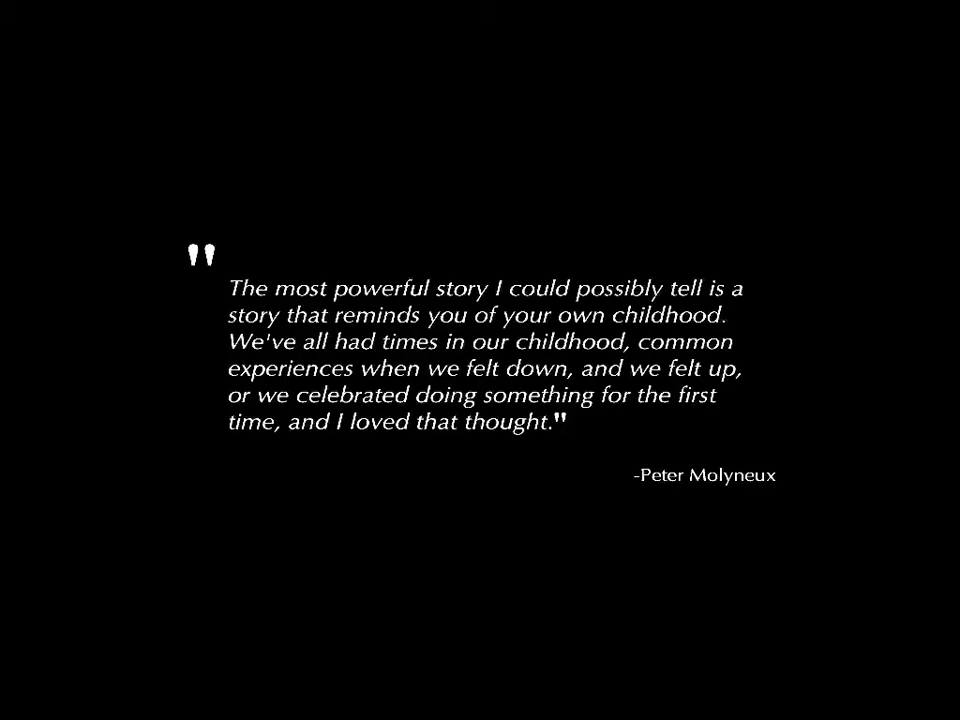 "The most powerful story I could possibly tell is a
story that reminds you of your own childhood.
We've all had times in our childhood, common
experiences when we felt down, and we felt up,
or we celebrated doing something for the first
time, and I loved that thought."
-Peter Molyneux